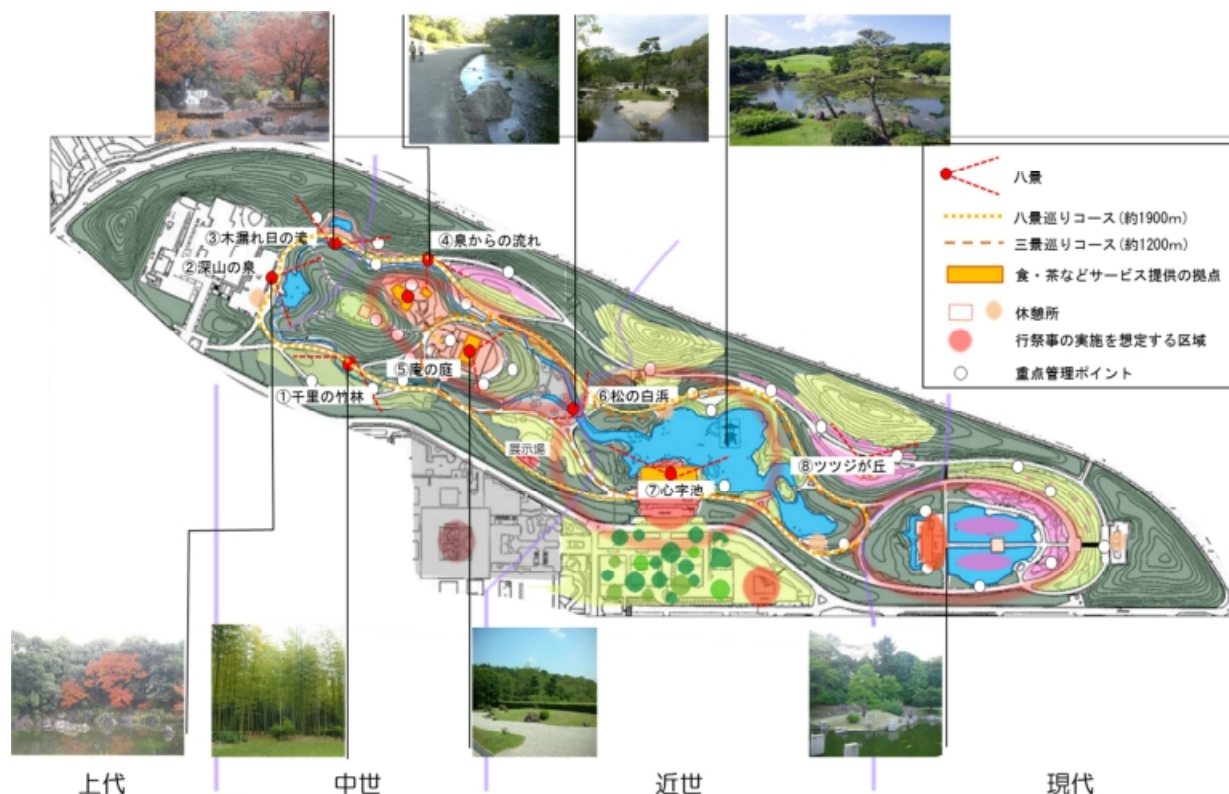 八景
八景巡りコース(約1900m)
三景巡りコース(約1200m)
食・茶などサービス提供の拠点
休憩所
行祭事の実施を想定する区域
重点管理ポイント
③木漏れ日の滝
④泉からの流れ
②深山の泉
⑤庵の庭
①千里の竹林
⑥松の白浜
展示場
⑧ツツジが丘
⑦心字池
上代
中世
近世
現代